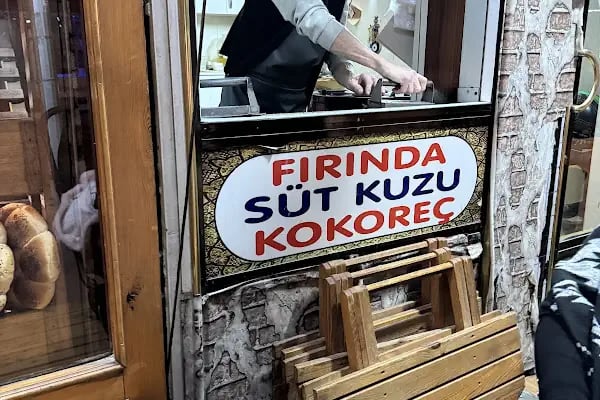 FIRINDA
SÜT KUZU
KOKOREÇ